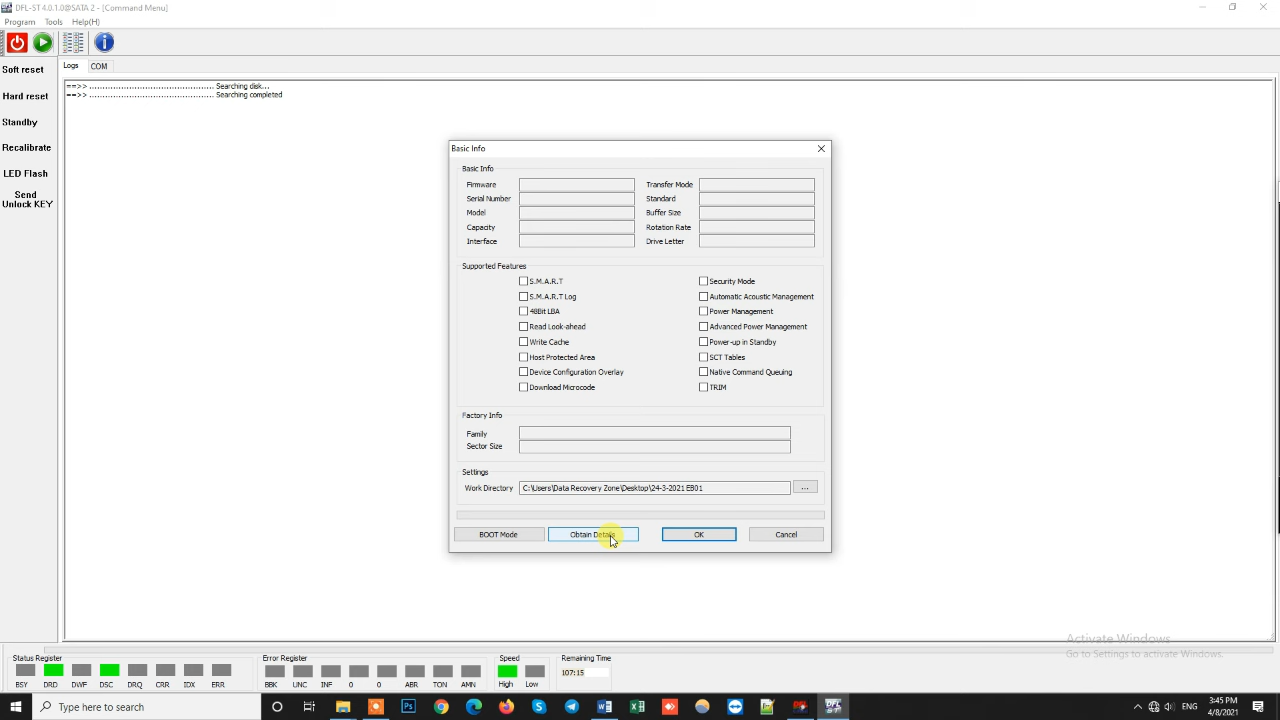 DFL-ST 4.0.1.0@SATA 2 - [Command Menu]
Program Tools Help(H)
Logs COM
Soft reset
Hard reset
Standby
Recalibrate
LED Flash
Send
Unlock KEY
==>> ................................................ Searching disk...
==>> ................................................ Searching completed
Basic Info
Basic Info
Firmware Transfer Mode
Serial Number Standard
Model Buffer Size
Capacity Rotation Rate
Interface Drive Letter
Supported Features
S.M.A.R.T Security Mode
S.M.A.R.T Log Automatic Acoustic Management
48Bit LBA Power Management
Read Look-ahead Advanced Power Management
Write Cache Power-up in Standby
Host Protected Area SCT Tables
Device Configuration Overlay Native Command Queuing
Download Microcode TRIM
Factory Info
Family
Sector Size
Settings
Work Directory C:\Users\Data Recovery Zone\Desktop\24-3-2021 EB01 ...
BOOT Mode Obtain Details OK Cancel
Activate Windows
Go to Settings to activate Windows.
Status Register Error Register Speed Remaining Time
107:15
BSY DRD DWF DSC DRQ CRR IDX ERR BBK UNC INF 0 0 ABR TON AMN High Low
Type here to search
ENG
3:45 PM
4/8/2021